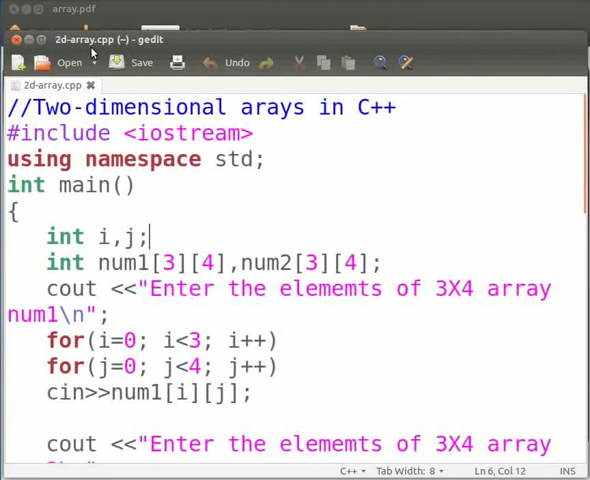 array.pdf
2d-array.cpp (~) - gedit
Open Save Undo
2d-array.cpp
//Two-dimensional arays in C++
#include <iostream>
using namespace std;
int main()
{
int i,j;
int num1[3][4],num2[3][4];
cout <<"Enter the elememts of 3X4 array
num1\n";
for(i=0; i<3; i++)
for(j=0; j<4; j++)
cin>>num1[i][j];
cout <<"Enter the elememts of 3X4 array
C++ Tab Width: 8 Ln 6, Col 12 INS